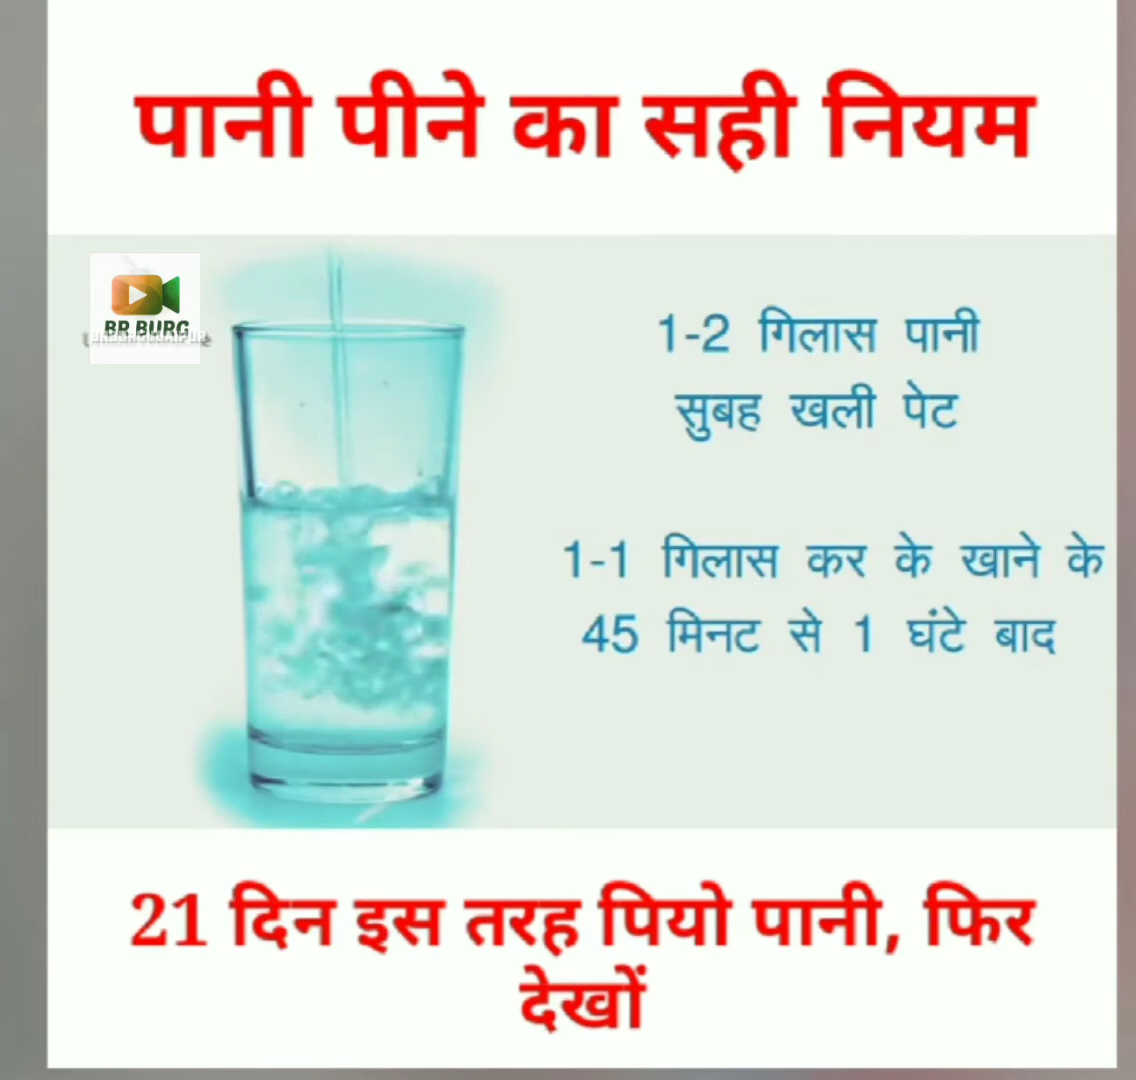 पानी पीने का सही नियम
BR BURG
1-2 गिलास पानी
सुबह खली पेट
1-1 गिलास कर के खाने के
45 मिनट से 1 घंटे बाद
21 दिन इस तरह पियो पानी, फिर
देखों